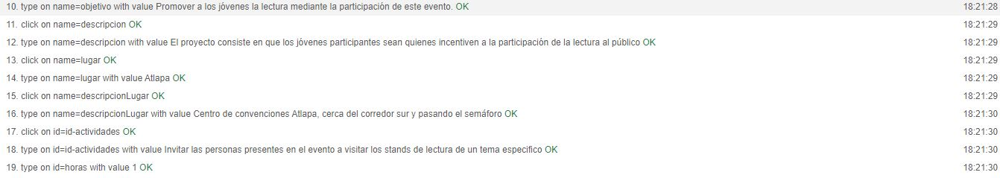 10. type on name=objetivo with value Promover a los jóvenes la lectura mediante la participación de este evento. OK 18:21:28
11. click on name=descripcion OK 18:21:29
12. type on name=descripcion with value El proyecto consiste en que los jóvenes participantes sean quienes incentiven a la participación de la lectura al público OK 18:21:29
13. click on name=lugar OK 18:21:29
14. type on name=lugar with value Atlapa OK 18:21:29
15. click on name=descripcionLugar OK 18:21:29
16. type on name=descripcionLugar with value Centro de convenciones Atlapa, cerca del corredor sur y pasando el semáforo OK 18:21:30
17. click on id=id-actividades OK 18:21:30
18. type on id=id-actividades with value Invitar las personas presentes en el evento a visitar los stands de lectura de un tema especifico OK 18:21:30
19. type on id=horas with value 1 OK 18:21:30